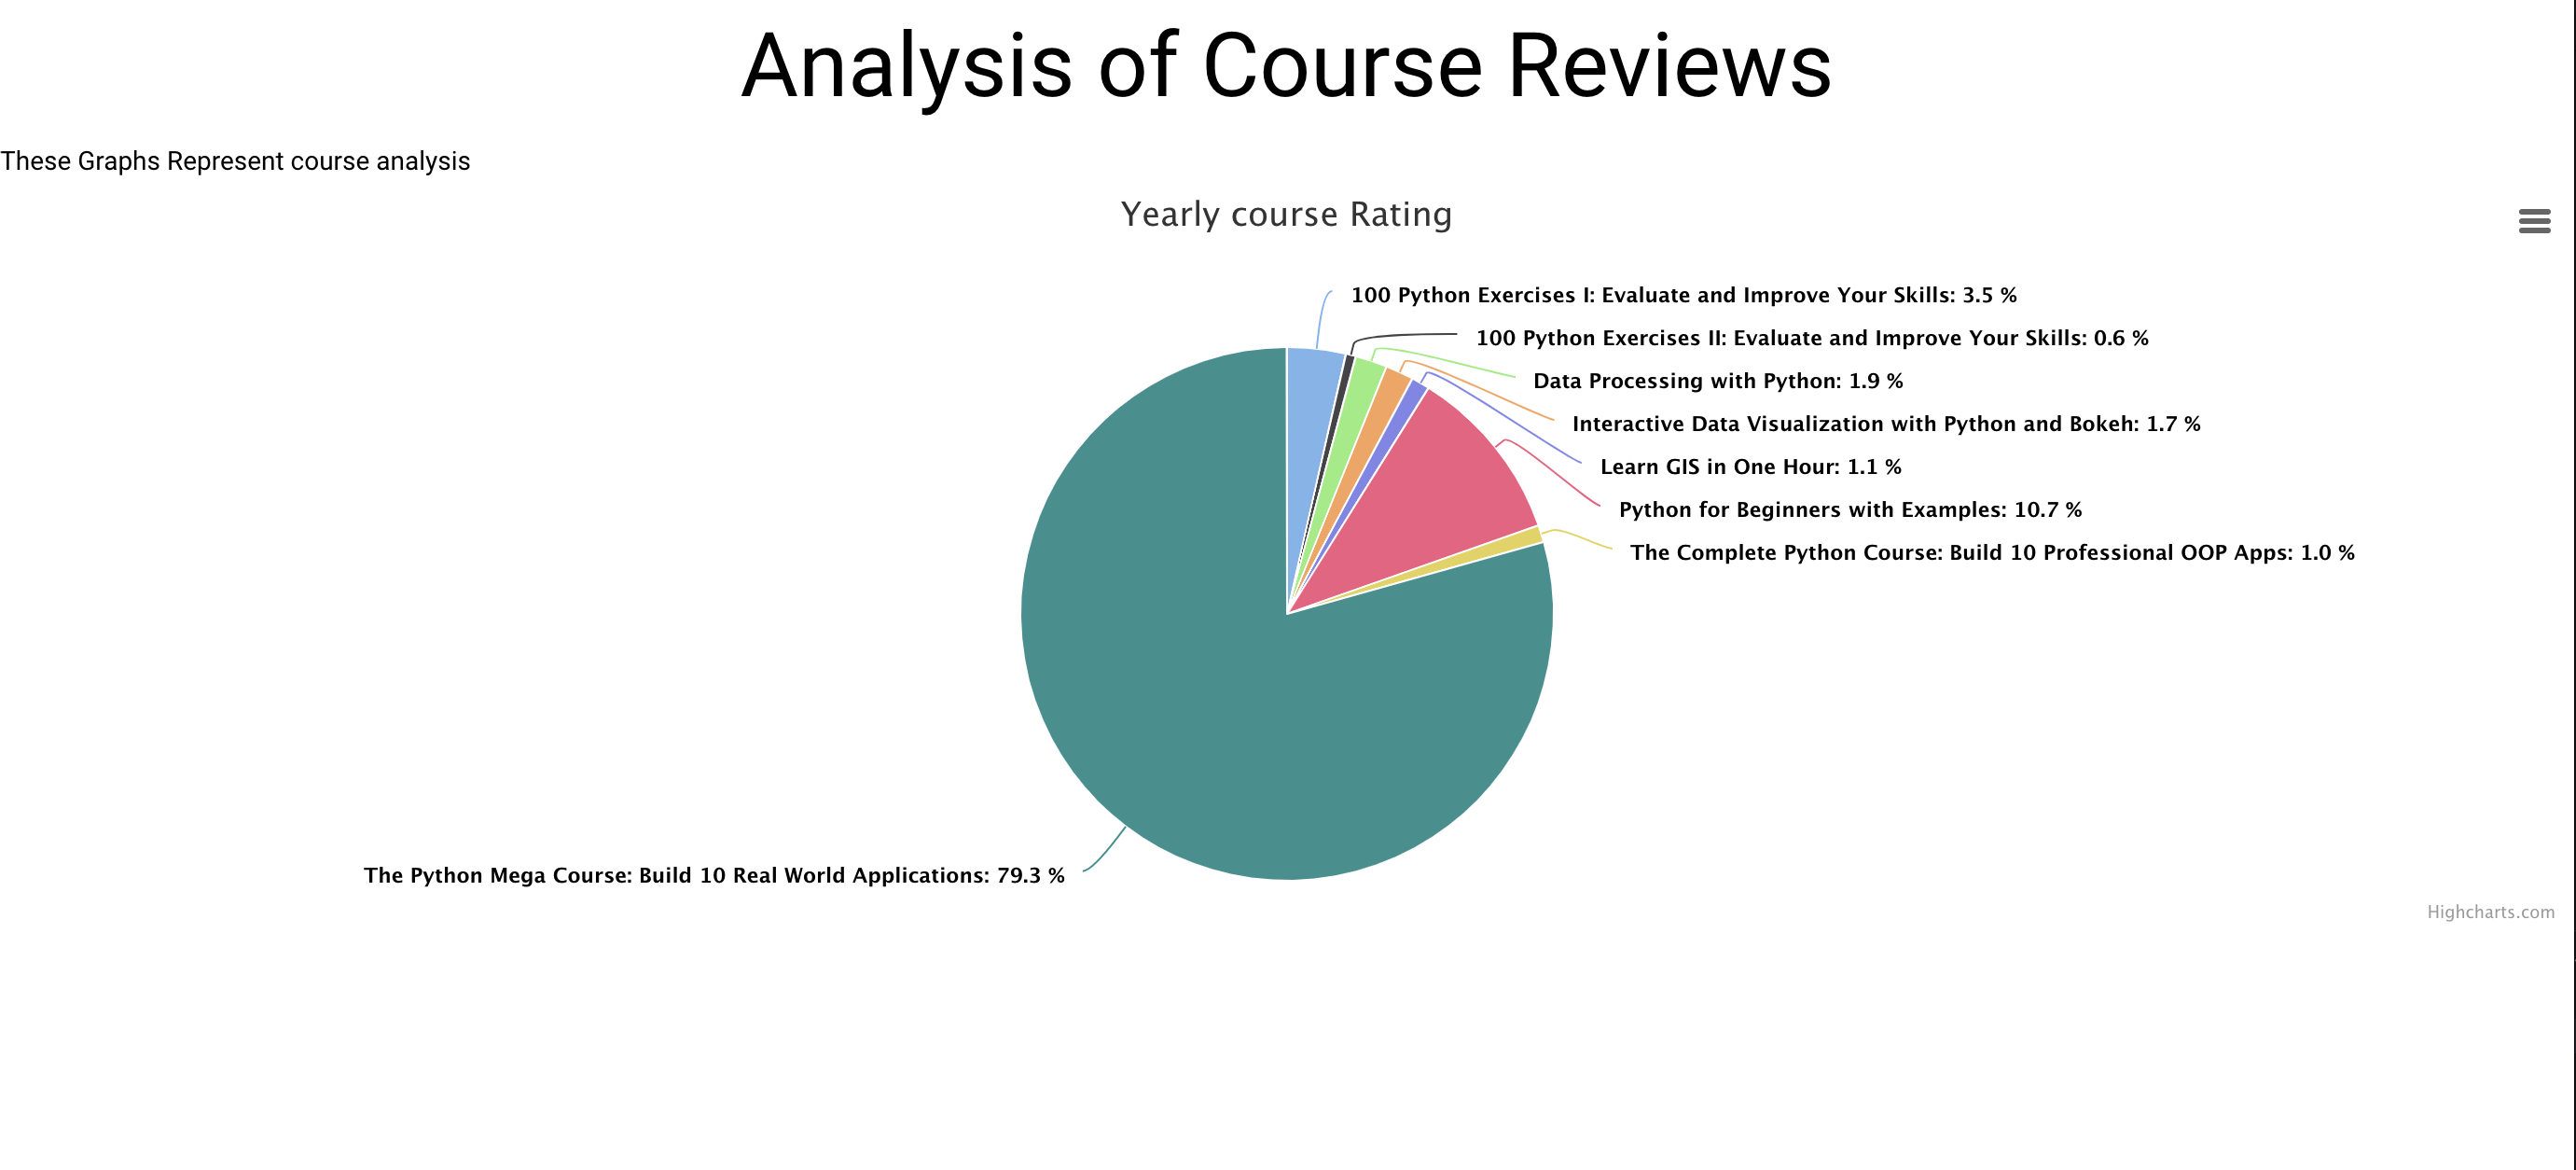 Analysis of Course Reviews
These Graphs Represent course analysis
Yearly course Rating
100 Python Exercises I: Evaluate and Improve Your Skills: 3.5 %
100 Python Exercises II: Evaluate and Improve Your Skills: 0.6 %
Data Processing with Python: 1.9 %
Interactive Data Visualization with Python and Bokeh: 1.7 %
Learn GIS in One Hour: 1.1 %
Python for Beginners with Examples: 10.7 %
The Complete Python Course: Build 10 Professional OOP Apps: 1.0 %
The Python Mega Course: Build 10 Real World Applications: 79.3 %
Highcharts.com